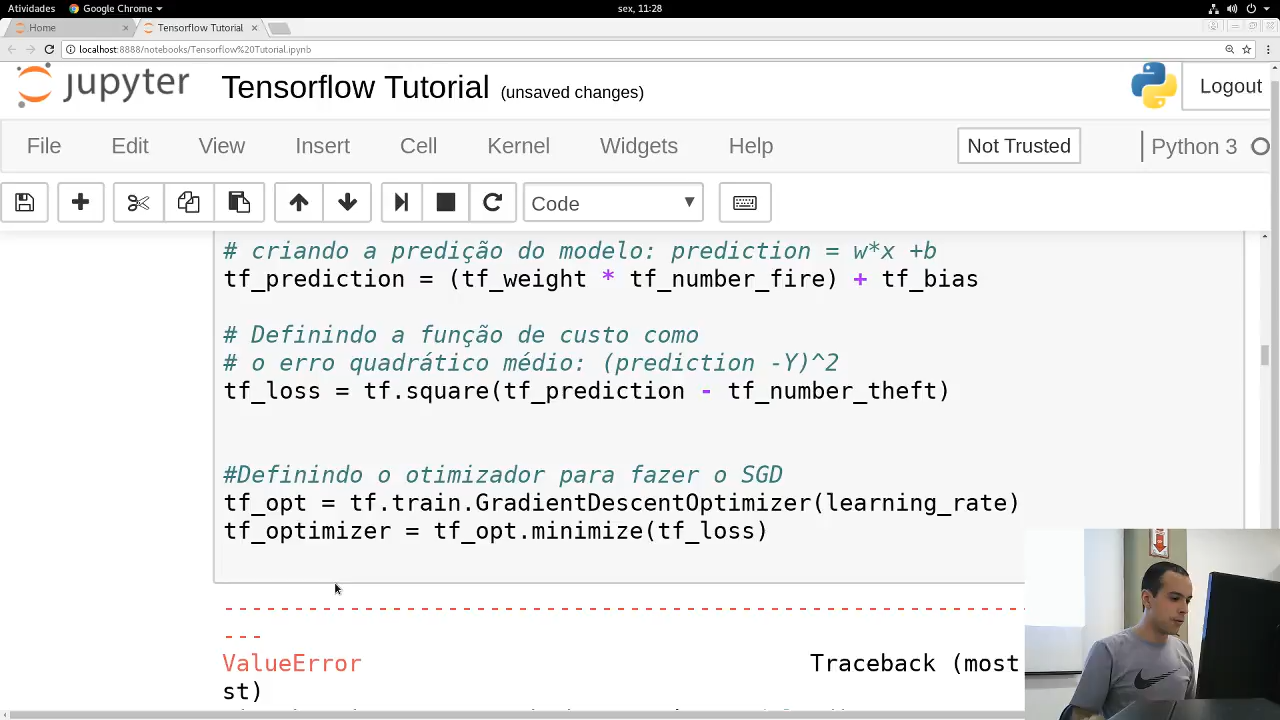 Atividades
Google Chrome
sex, 11:28
Home
Tensorflow Tutorial
localhost:8888/notebooks/Tensorflow%20Tutorial.ipynb
jupyter
Tensorflow Tutorial (unsaved changes)
Logout
File Edit View Insert Cell Kernel Widgets Help
Not Trusted
Python 3
Code
# criando a predição do modelo: prediction = w*x +b
tf_prediction = (tf_weight * tf_number_fire) + tf_bias
# Definindo a função de custo como
# o erro quadrático médio: (prediction -Y)^2
tf_loss = tf.square(tf_prediction - tf_number_theft)
#Definindo o otimizador para fazer o SGD
tf_opt = tf.train.GradientDescentOptimizer(learning_rate)
tf_optimizer = tf_opt.minimize(tf_loss)
---------------------------------------------------------
---
ValueError Traceback (most
st)